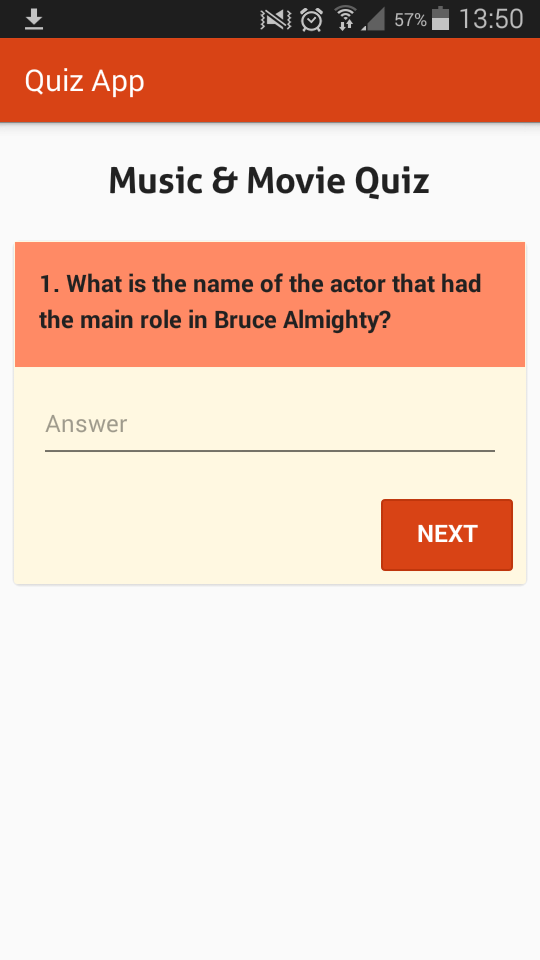 57% 13:50
Quiz App
Music & Movie Quiz
1. What is the name of the actor that had
the main role in Bruce Almighty?
Answer
NEXT